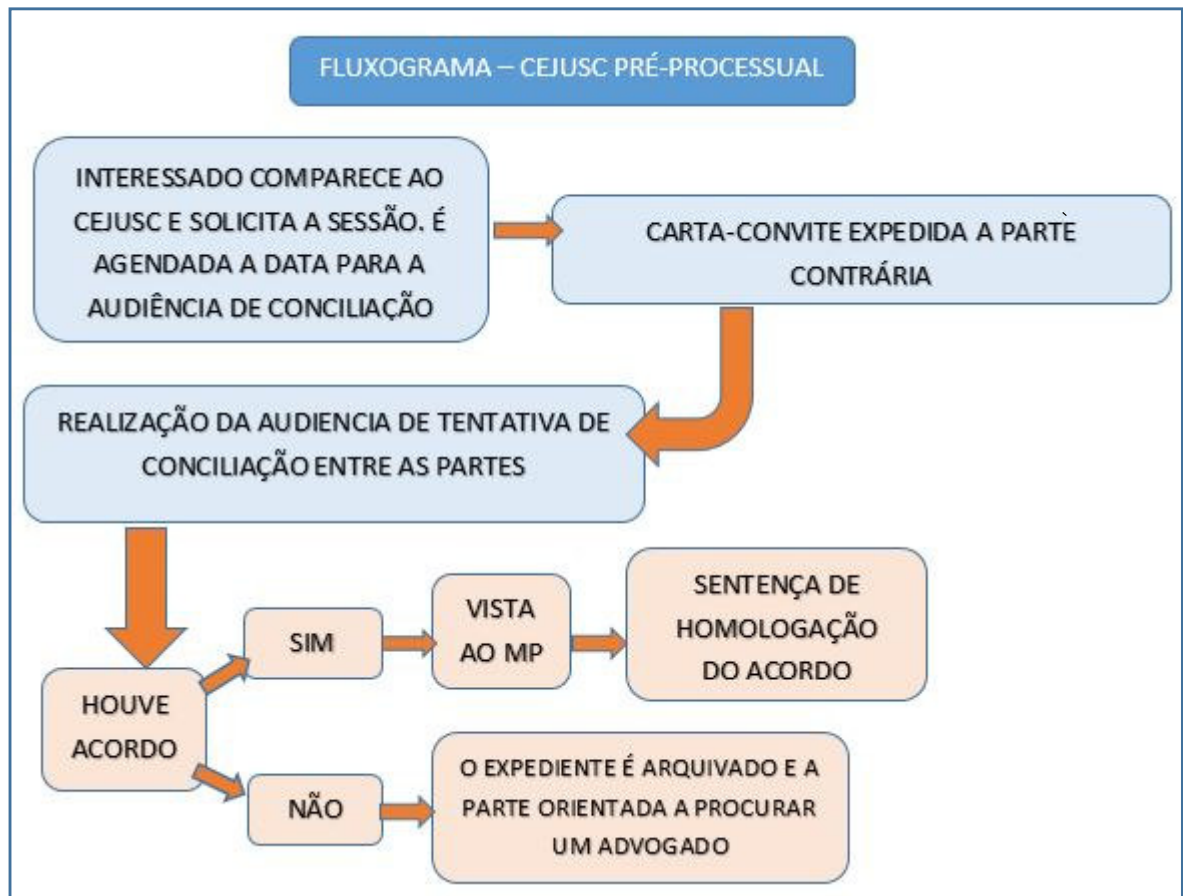 FLUXOGRAMA – CEJUSC PRÉ-PROCESSUAL
INTERESSADO COMPARECE AO
CEJUSC E SOLICITA A SESSÃO. É
AGENDADA A DATA PARA A
AUDIÊNCIA DE CONCILIAÇÃO
CARTA-CONVITE EXPEDIDA A PARTE
CONTRÁRIA
REALIZAÇÃO DA AUDIENCIA DE TENTATIVA DE
CONCILIAÇÃO ENTRE AS PARTES
HOUVE
ACORDO
SIM
VISTA
AO MP
SENTENÇA DE
HOMOLOGAÇÃO
DO ACORDO
NÃO
O EXPEDIENTE É ARQUIVADO E A
PARTE ORIENTADA A PROCURAR
UM ADVOGADO